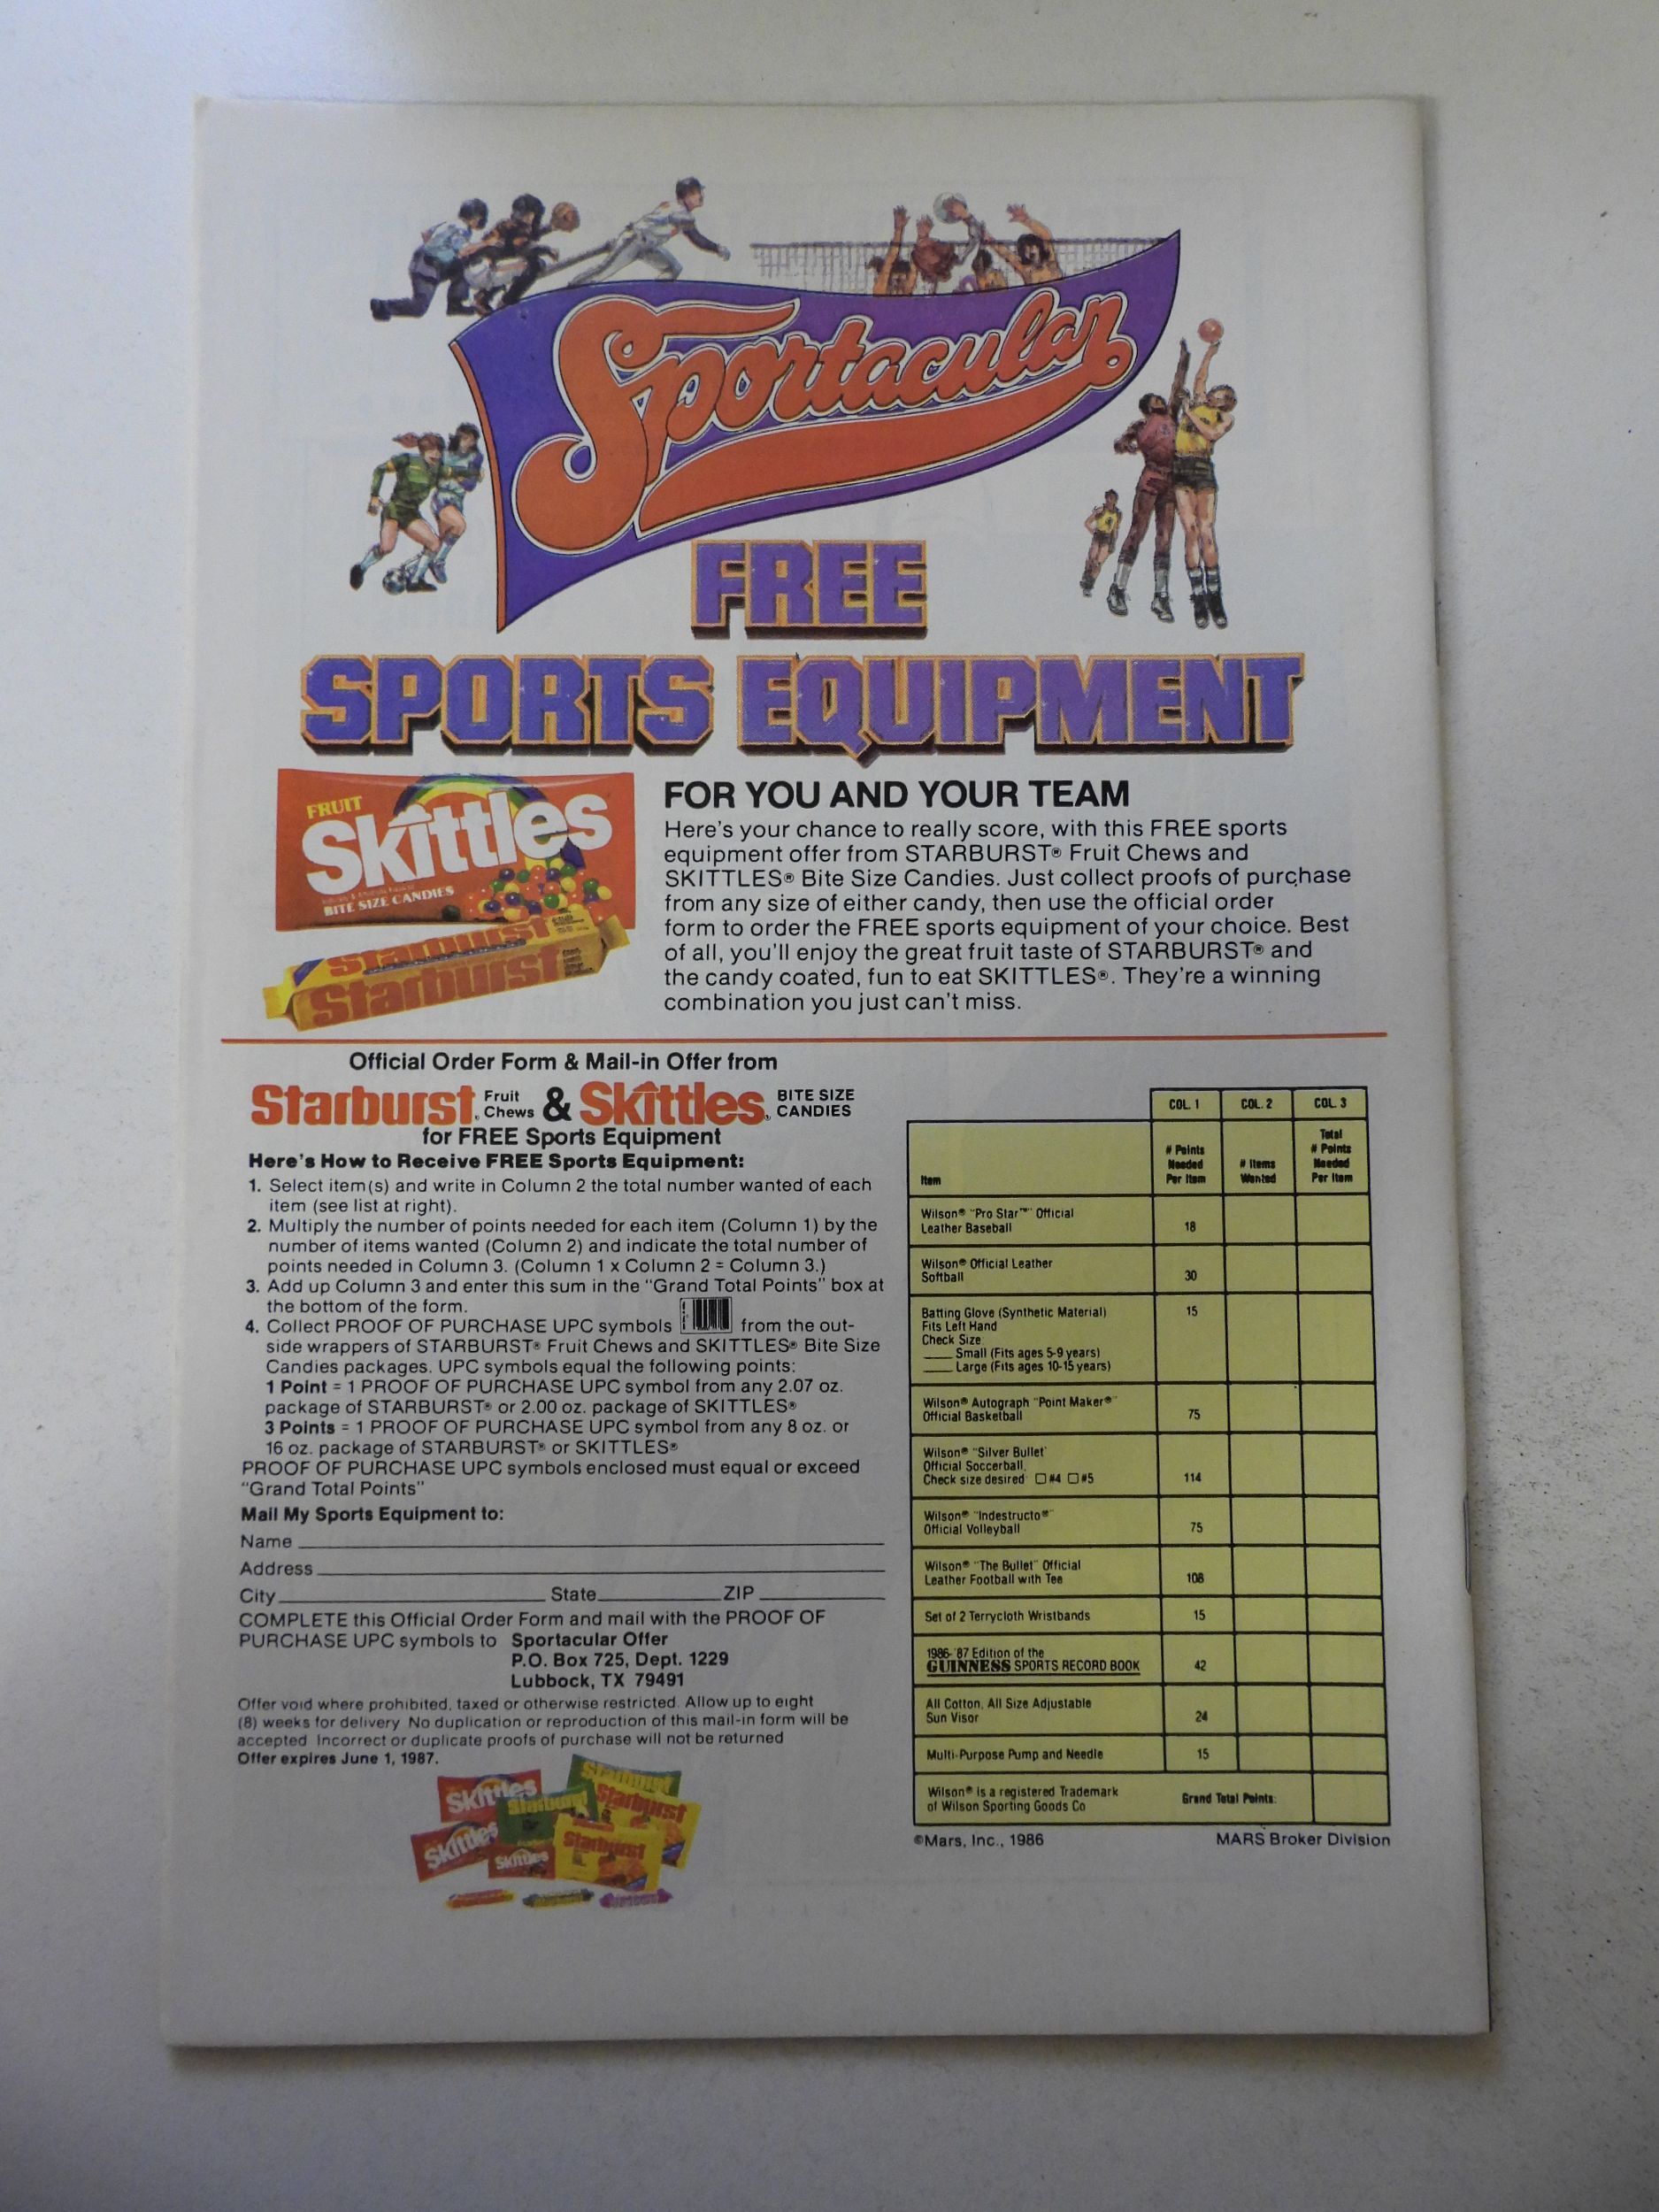 Sportacular
FREE
SPORTS EQUIPMENT
FRUIT
Skittles
BITE SIZE CANDIES
Starburst
Starburst
FOR YOU AND YOUR TEAM
Here's your chance to really score, with this FREE sports
equipment offer from STARBURST® Fruit Chews and
SKITTLES® Bite Size Candies. Just collect proofs of purchase
from any size of either candy, then use the official order
form to order the FREE sports equipment of your choice. Best
of all, you'll enjoy the great fruit taste of STARBURST® and
the candy coated, fun to eat SKITTLES®. They're a winning
combination you just can't miss.
Official Order Form & Mail-in Offer from
Starburst® Fruit Chews & Skittles® BITE SIZE CANDIES
for FREE Sports Equipment
Here's How to Receive FREE Sports Equipment:
1. Select item(s) and write in Column 2 the total number wanted of each
item (see list at right).
2. Multiply the number of points needed for each item (Column 1) by the
number of items wanted (Column 2) and indicate the total number of
points needed in Column 3. (Column 1 x Column 2 = Column 3.)
3. Add up Column 3 and enter this sum in the "Grand Total Points" box at
the bottom of the form.
4. Collect PROOF OF PURCHASE UPC symbols from the out-
side wrappers of STARBURST® Fruit Chews and SKITTLES® Bite Size
Candies packages. UPC symbols equal the following points:
1 Point = 1 PROOF OF PURCHASE UPC symbol from any 2.07 oz.
package of STARBURST® or 2.00 oz. package of SKITTLES®
3 Points = 1 PROOF OF PURCHASE UPC symbol from any 8 oz. or
16 oz. package of STARBURST® or SKITTLES®
PROOF OF PURCHASE UPC symbols enclosed must equal or exceed
"Grand Total Points"
Mail My Sports Equipment to:
Name
Address
City State ZIP
COMPLETE this Official Order Form and mail with the PROOF OF
PURCHASE UPC symbols to Sportacular Offer
P.O. Box 725, Dept. 1229
Lubbock, TX 79491
Offer void where prohibited, taxed or otherwise restricted. Allow up to eight
(8) weeks for delivery. No duplication or reproduction of this mail-in form will be
accepted. Incorrect or duplicate proofs of purchase will not be returned
Offer expires June 1, 1987.
Skittles
Starburst
Starburst
Starburst
Skittles
Skittles
Starburst
COL. 1 COL. 2 COL. 3
Item # Points Needed Per Item # Items Wanted Total # Points Needed Per Item
Wilson® "Pro Star™" Official
Leather Baseball 18
Wilson® Official Leather
Softball 30
Batting Glove (Synthetic Material) 15
Fits Left Hand
Check Size:
Small (Fits ages 5-9 years)
Large (Fits ages 10-15 years)
Wilson® Autograph "Point Maker®"
Official Basketball 75
Wilson® "Silver Bullet"
Official Soccerball.
Check size desired #4 #5 114
Wilson® "Indestructo®"
Official Volleyball 75
Wilson® "The Bullet" Official
Leather Football with Tee 108
Set of 2 Terrycloth Wristbands 15
1986-'87 Edition of the
GUINNESS SPORTS RECORD BOOK 42
All Cotton, All Size Adjustable
Sun Visor 24
Multi-Purpose Pump and Needle 15
Wilson® is a registered Trademark
of Wilson Sporting Goods Co Grand Total Points:
©Mars, Inc., 1986 MARS Broker Division